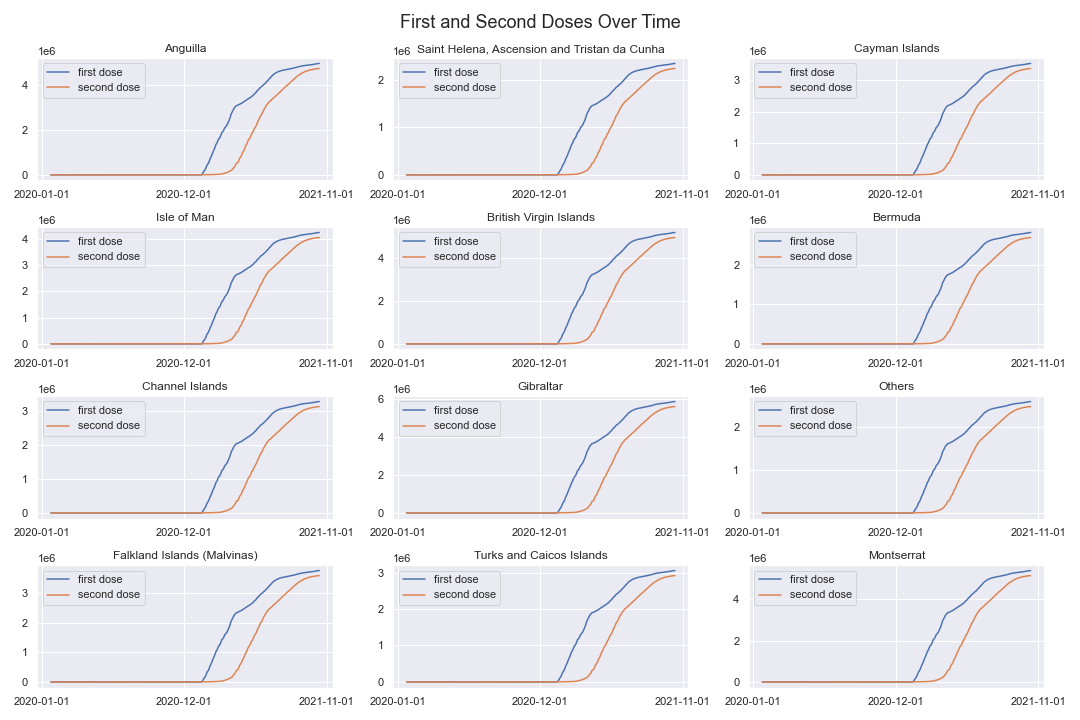 First and Second Doses Over Time
Anguilla
1e6
first dose
second dose
4
2
0
2020-01-01 2020-12-01 2021-11-01
Saint Helena, Ascension and Tristan da Cunha
1e6
first dose
second dose
2
1
0
2020-01-01 2020-12-01 2021-11-01
Cayman Islands
1e6
first dose
second dose
3
2
1
0
2020-01-01 2020-12-01 2021-11-01
Isle of Man
1e6
first dose
second dose
4
3
2
1
0
2020-01-01 2020-12-01 2021-11-01
British Virgin Islands
1e6
first dose
second dose
4
2
0
2020-01-01 2020-12-01 2021-11-01
Bermuda
1e6
first dose
second dose
2
1
0
2020-01-01 2020-12-01 2021-11-01
Channel Islands
1e6
first dose
second dose
3
2
1
0
2020-01-01 2020-12-01 2021-11-01
Gibraltar
1e6
first dose
second dose
6
4
2
0
2020-01-01 2020-12-01 2021-11-01
Others
1e6
first dose
second dose
2
1
0
2020-01-01 2020-12-01 2021-11-01
Falkland Islands (Malvinas)
1e6
first dose
second dose
3
2
1
0
2020-01-01 2020-12-01 2021-11-01
Turks and Caicos Islands
1e6
first dose
second dose
3
2
1
0
2020-01-01 2020-12-01 2021-11-01
Montserrat
1e6
first dose
second dose
4
2
0
2020-01-01 2020-12-01 2021-11-01